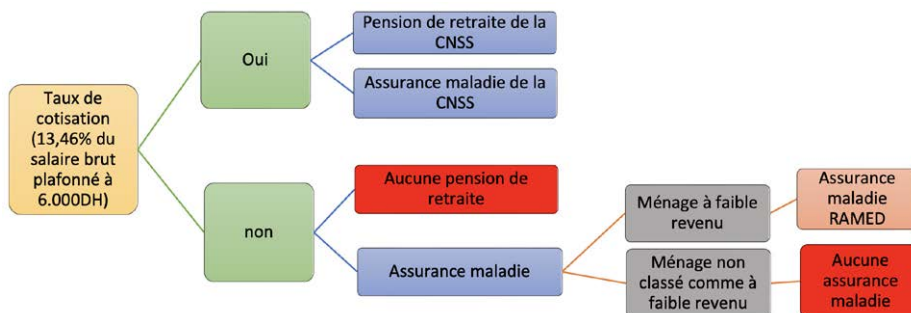 Taux de
cotisation
(13,46% du
salaire brut
plafonné à
6.000DH)
Oui
Pension de retraite de la
CNSS
Assurance maladie de la
CNSS
non
Aucune pension de
retraite
Assurance maladie
Ménage à faible
revenu
Assurance
maladie
RAMED
Ménage non
classé comme à
faible revenu
Aucune
assurance
maladie